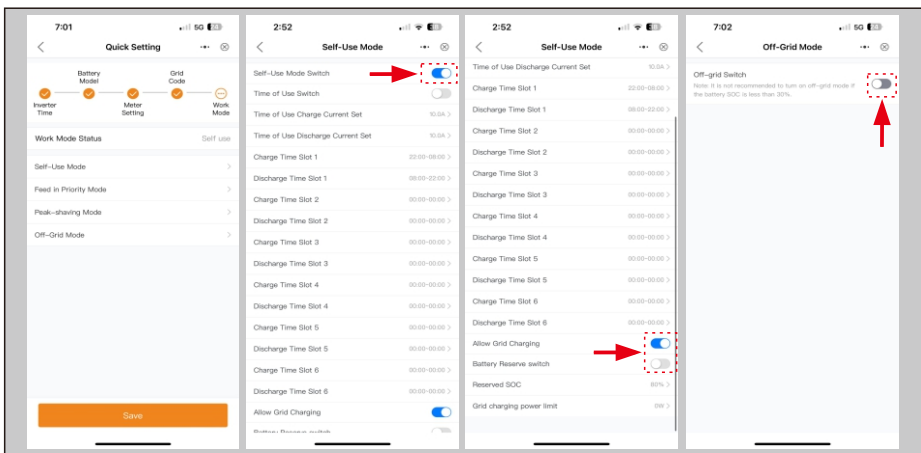 7:01
5G
Quick Setting
Battery Model
Grid Code
Inverter Time
Meter Setting
Work Mode
Work Mode Status Self use
Self-Use Mode
Feed in Priority Mode
Peak-shaving Mode
Off-Grid Mode
Save
2:52
Self-Use Mode
Self-Use Mode Switch
Time of Use Switch
Time of Use Charge Current Set 10.0A
Time of Use Discharge Current Set 10.0A
Charge Time Slot 1 22:00-08:00
Discharge Time Slot 1 08:00-22:00
Charge Time Slot 2 00:00-00:00
Discharge Time Slot 2 00:00-00:00
Charge Time Slot 3 00:00-00:00
Discharge Time Slot 3 00:00-00:00
Charge Time Slot 4 00:00-00:00
Discharge Time Slot 4 00:00-00:00
Charge Time Slot 5 00:00-00:00
Discharge Time Slot 5 00:00-00:00
Charge Time Slot 6 00:00-00:00
Discharge Time Slot 6 00:00-00:00
Allow Grid Charging
Battery Reserve switch
2:52
Self-Use Mode
Time of Use Discharge Current Set 10.0A
Charge Time Slot 1 22:00-08:00
Discharge Time Slot 1 08:00-22:00
Charge Time Slot 2 00:00-00:00
Discharge Time Slot 2 00:00-00:00
Charge Time Slot 3 00:00-00:00
Discharge Time Slot 3 00:00-00:00
Charge Time Slot 4 00:00-00:00
Discharge Time Slot 4 00:00-00:00
Charge Time Slot 5 00:00-00:00
Discharge Time Slot 5 00:00-00:00
Charge Time Slot 6 00:00-00:00
Discharge Time Slot 6 00:00-00:00
Allow Grid Charging
Battery Reserve switch
Reserved SOC 80%
Grid charging power limit 0W
7:02
5G
Off-Grid Mode
Off-grid Switch
Note: It is not recommended to turn on off-grid mode if
the battery SOC is less than 30%.